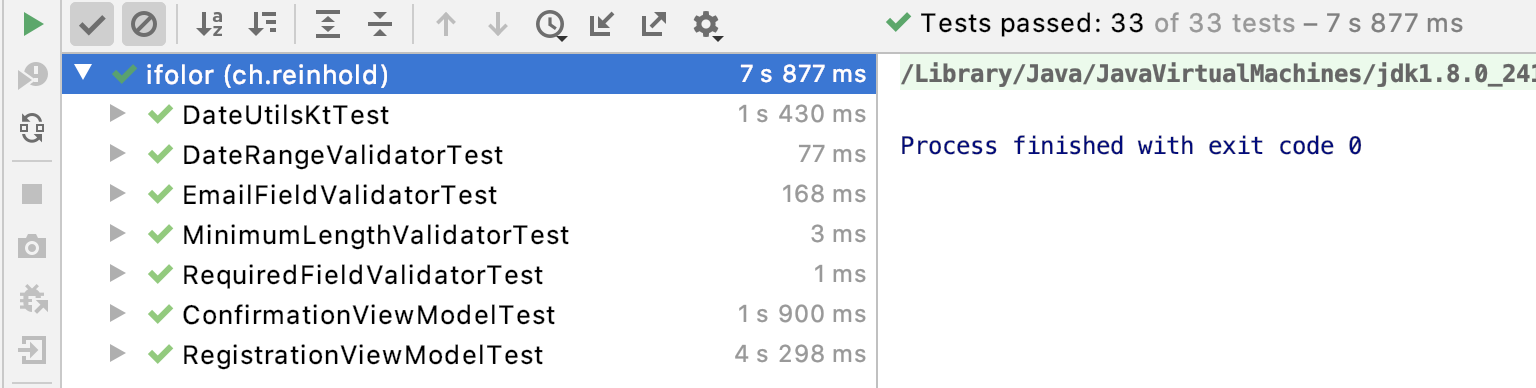 Tests passed: 33 of 33 tests – 7 s 877 ms
ifolor (ch.reinhold) 7 s 877 ms
DateUtilsKtTest 1 s 430 ms
DateRangeValidatorTest 77 ms
EmailFieldValidatorTest 168 ms
MinimumLengthValidatorTest 3 ms
RequiredFieldValidatorTest 1 ms
ConfirmationViewModelTest 1 s 900 ms
RegistrationViewModelTest 4 s 298 ms
/Library/Java/JavaVirtualMachines/jdk1.8.0_241
Process finished with exit code 0